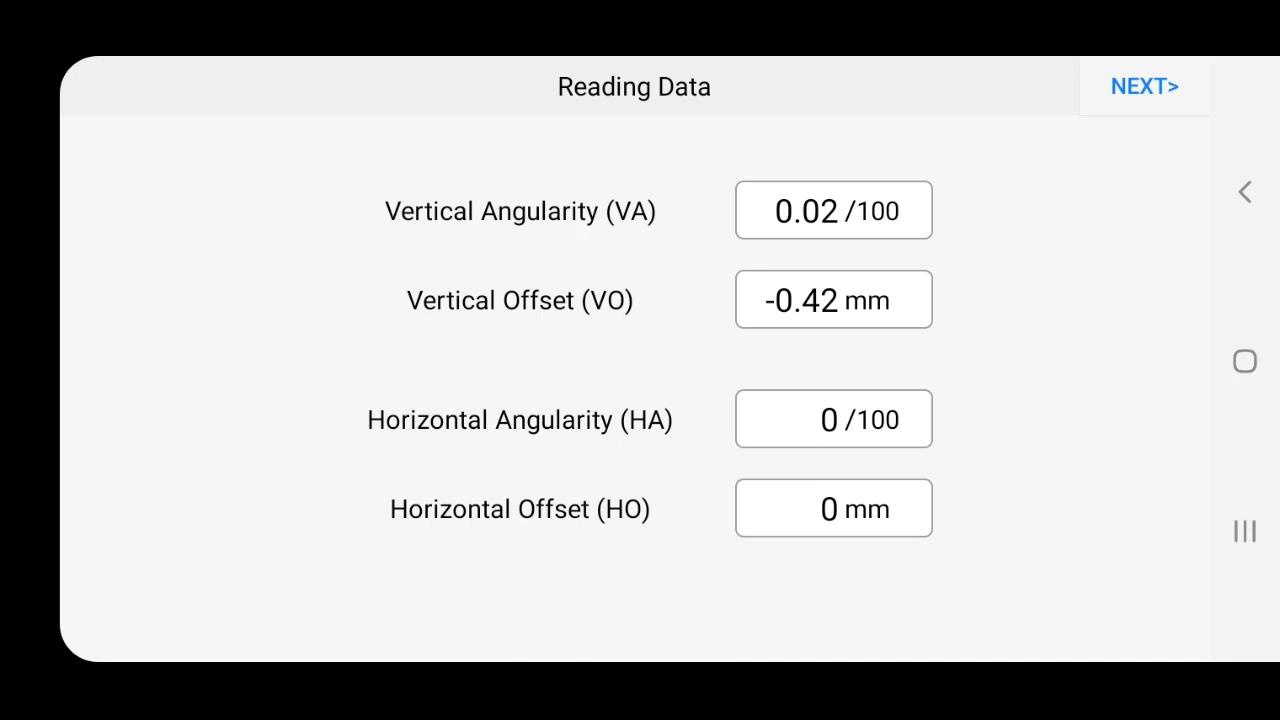 Reading Data
NEXT>
Vertical Angularity (VA) 0.02 /100
Vertical Offset (VO) -0.42 mm
Horizontal Angularity (HA) 0 /100
Horizontal Offset (HO) 0 mm